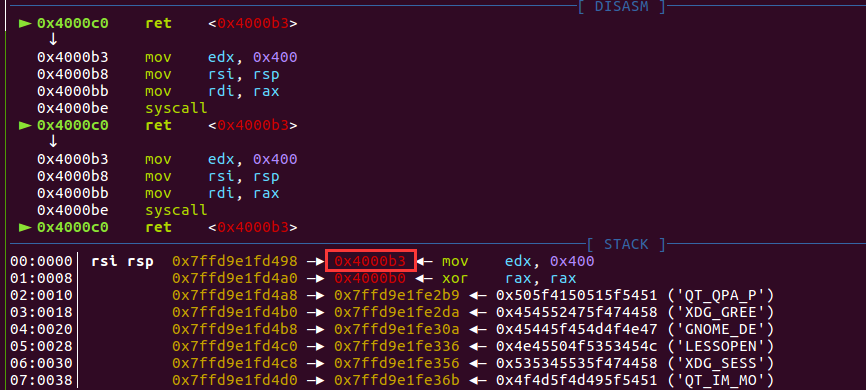 [ DISASM ]
► 0x4000c0 ret <0x4000b3>
↓
0x4000b3 mov edx, 0x400
0x4000b8 mov rsi, rsp
0x4000bb mov rdi, rax
0x4000be syscall
► 0x4000c0 ret <0x4000b3>
↓
0x4000b3 mov edx, 0x400
0x4000b8 mov rsi, rsp
0x4000bb mov rdi, rax
0x4000be syscall
► 0x4000c0 ret <0x4000b3>
[ STACK ]
00:0000│ rsi rsp 0x7ffd9e1fd498 —▸ 0x4000b3 ◂— mov edx, 0x400
01:0008│ 0x7ffd9e1fd4a0 —▸ 0x4000b0 ◂— xor rax, rax
02:0010│ 0x7ffd9e1fd4a8 —▸ 0x7ffd9e1fe2b9 ◂— 0x505f4150515f5451 ('QT_QPA_P')
03:0018│ 0x7ffd9e1fd4b0 —▸ 0x7ffd9e1fe2da ◂— 0x454552475f474458 ('XDG_GREE')
04:0020│ 0x7ffd9e1fd4b8 —▸ 0x7ffd9e1fe30a ◂— 0x45445f454d4f4e47 ('GNOME_DE')
05:0028│ 0x7ffd9e1fd4c0 —▸ 0x7ffd9e1fe336 ◂— 0x4e45504f5353454c ('LESSOPEN')
06:0030│ 0x7ffd9e1fd4c8 —▸ 0x7ffd9e1fe356 ◂— 0x535345535f474458 ('XDG_SESS')
07:0038│ 0x7ffd9e1fd4d0 —▸ 0x7ffd9e1fe36b ◂— 0x4f4d5f4d495f5451 ('QT_IM_MO')